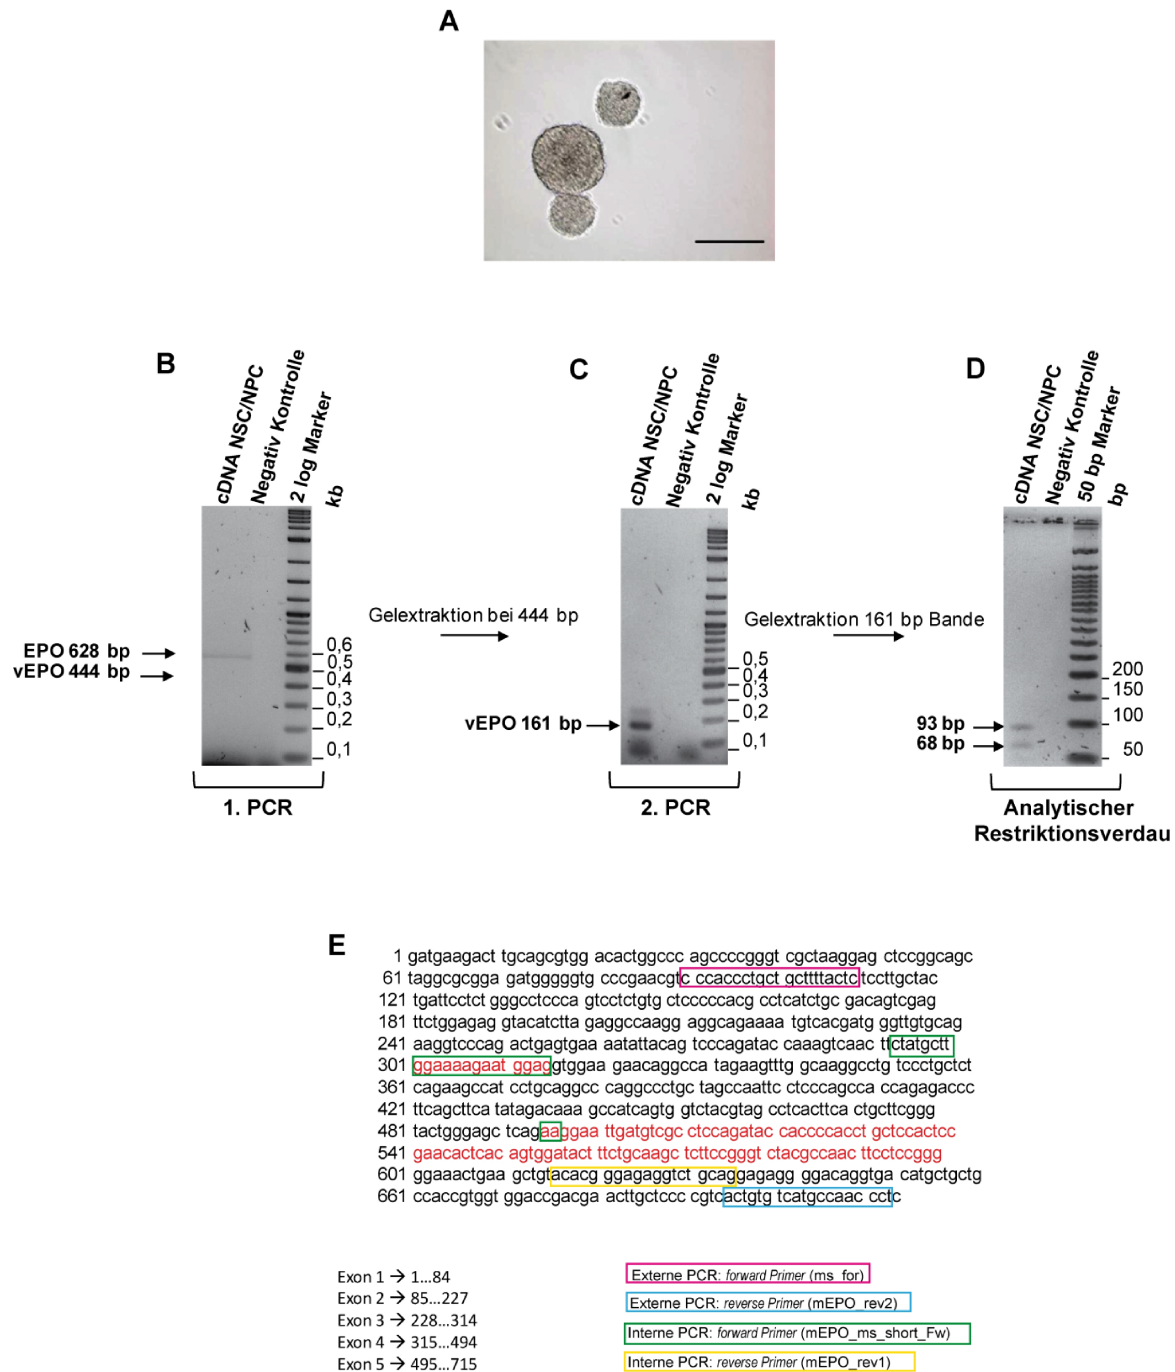 A
B
cDNA NSC/NPC
Negativ Kontrolle
2 log Marker
kb
EPO 628 bp
vEPO 444 bp
0,6
0,5
0,4
0,3
0,2
0,1
1. PCR
Gelextraktion bei 444 bp
C
cDNA NSC/NPC
Negativ Kontrolle
2 log Marker
kb
vEPO 161 bp
0,5
0,4
0,3
0,2
0,1
2. PCR
Gelextraktion 161 bp Bande
D
cDNA NSC/NPC
Negativ Kontrolle
50 bp Marker
bp
93 bp
68 bp
200
150
100
50
Analytischer
Restriktionsverdau
E
1 gatgaagact tgcagcgtgg acactggccc agccccgggt cgctaaggag ctccggcagc
61 taggcgcgga gatgggggtg cccgaacgtc ccaccctgct gcttttactc tccttgctac
121 tgattcctct gggcctccca gtcctctgtg ctcccccacg cctcatctgc gacagtcgag
181 ttctggagag gtacatctta gaggccaagg aggcagaaaa tgtcacgatg ggttgtgcag
241 aaggtcccag actgagtgaa aatattacag tcccagatac caaagtcaac ttctatgctt
301 ggaaaagaat ggaggtggaa gaacaggcca tagaagtttg gcaaggcctg tccctgctct
361 cagaagccat cctgcaggcc caggccctgc tagccaattc ctcccagcca ccagagaccc
421 ttcagcttca tatagacaaa gccatcagtg gtctacgtag cctcacttca ctgcttcggg
481 tactgggagc tcagaaggaa ttgatgtcgc ctccagatac caccccacct gctccactcc
541 gaacactcac agtggatact ttctgcaagc tcttccgggt ctacgccaac ttcctccggg
601 ggaaactgaa gctgtacacg ggagaggtct gcaggagagg ggacaggtga catgctgctg
661 ccaccgtggt ggaccgacga acttgctccc cgtcactgtg tcatgccaac cctc
Exon 1 → 1...84
Exon 2 → 85...227
Exon 3 → 228...314
Exon 4 → 315...494
Exon 5 → 495...715
Externe PCR: forward Primer (ms_for)
Externe PCR: reverse Primer (mEPO_rev2)
Interne PCR: forward Primer (mEPO_ms_short_Fw)
Interne PCR: reverse Primer (mEPO_rev1)